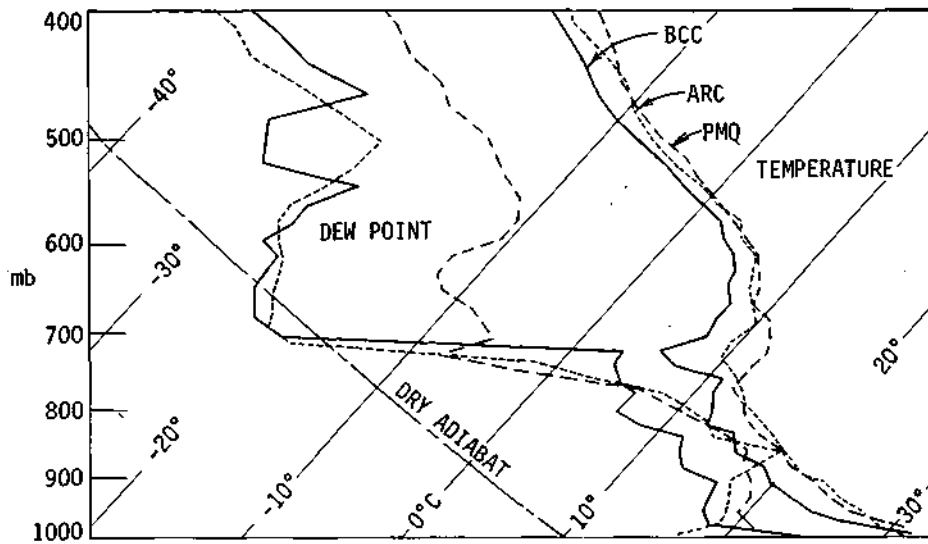 400
BCC
-40°
ARC
500
PMQ
TEMPERATURE
DEW POINT
600
mb
-30°
700
20°
DRY ADIABAT
800
-20°
900
-10°
0°C
10°
30°
1000